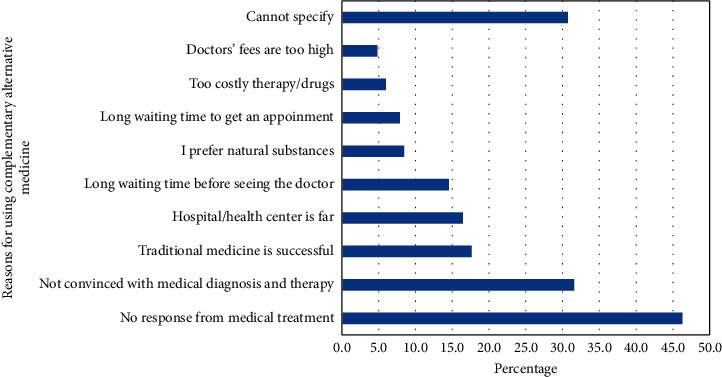 Reasons for using complementary alternative
medicine
Cannot specify
Doctors' fees are too high
Too costly therapy/drugs
Long waiting time to get an appoinment
I prefer natural substances
Long waiting time before seeing the doctor
Hospital/health center is far
Traditional medicine is successful
Not convinced with medical diagnosis and therapy
No response from medical treatment
0.0 5.0 10.0 15.0 20.0 25.0 30.0 35.0 40.0 45.0 50.0
Percentage